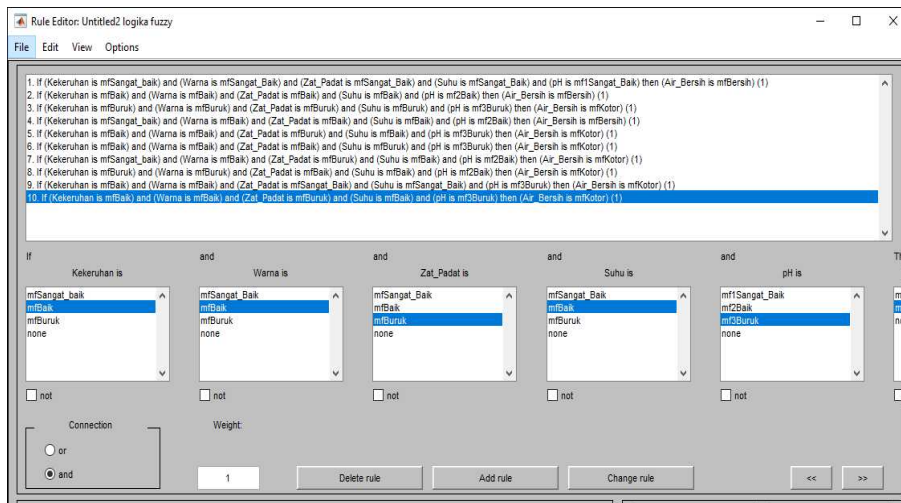 Rule Editor: Untitled2 logika fuzzy
File Edit View Options
1. If (Kekeruhan is mfSangat_baik) and (Warna is mfSangat_Baik) and (Zat_Padat is mfSangat_Baik) and (Suhu is mfSangat_Baik) and (pH is mf1Sangat_Baik) then (Air_Bersih is mfBersih) (1)
2. If (Kekeruhan is mfBaik) and (Warna is mfBaik) and (Zat_Padat is mfBaik) and (Suhu is mfBaik) and (pH is mf2Baik) then (Air_Bersih is mfBersih) (1)
3. If (Kekeruhan is mfBuruk) and (Warna is mfBuruk) and (Zat_Padat is mfBuruk) and (Suhu is mfBuruk) and (pH is mf3Buruk) then (Air_Bersih is mfKotor) (1)
4. If (Kekeruhan is mfSangat_baik) and (Warna is mfBaik) and (Zat_Padat is mfBaik) and (Suhu is mfBaik) and (pH is mf2Baik) then (Air_Bersih is mfBersih) (1)
5. If (Kekeruhan is mfBaik) and (Warna is mfBaik) and (Zat_Padat is mfBuruk) and (Suhu is mfBaik) and (pH is mf3Buruk) then (Air_Bersih is mfKotor) (1)
6. If (Kekeruhan is mfBaik) and (Warna is mfBaik) and (Zat_Padat is mfBaik) and (Suhu is mfBuruk) and (pH is mf3Buruk) then (Air_Bersih is mfKotor) (1)
7. If (Kekeruhan is mfSangat_baik) and (Warna is mfBaik) and (Zat_Padat is mfBuruk) and (Suhu is mfBaik) and (pH is mf2Baik) then (Air_Bersih is mfKotor) (1)
8. If (Kekeruhan is mfBuruk) and (Warna is mfBuruk) and (Zat_Padat is mfBaik) and (Suhu is mfBaik) and (pH is mf2Baik) then (Air_Bersih is mfKotor) (1)
9. If (Kekeruhan is mfBaik) and (Warna is mfBaik) and (Zat_Padat is mfSangat_Baik) and (Suhu is mfSangat_Baik) and (pH is mf3Buruk) then (Air_Bersih is mfKotor) (1)
10. If (Kekeruhan is mfBaik) and (Warna is mfBaik) and (Zat_Padat is mfBuruk) and (Suhu is mfBaik) and (pH is mf3Buruk) then (Air_Bersih is mfKotor) (1)
If and and and and
Kekeruhan is Warna is Zat_Padat is Suhu is pH is
mfSangat_baik mfSangat_Baik mfSangat_Baik mfSangat_Baik mf1Sangat_Baik
mfBaik mfBaik mfBaik mfBaik mf2Baik
mfBuruk mfBuruk mfBuruk mfBuruk mf3Buruk
none none none none none
not not not not not
Connection Weight:
or
and 1 Delete rule Add rule Change rule << >>